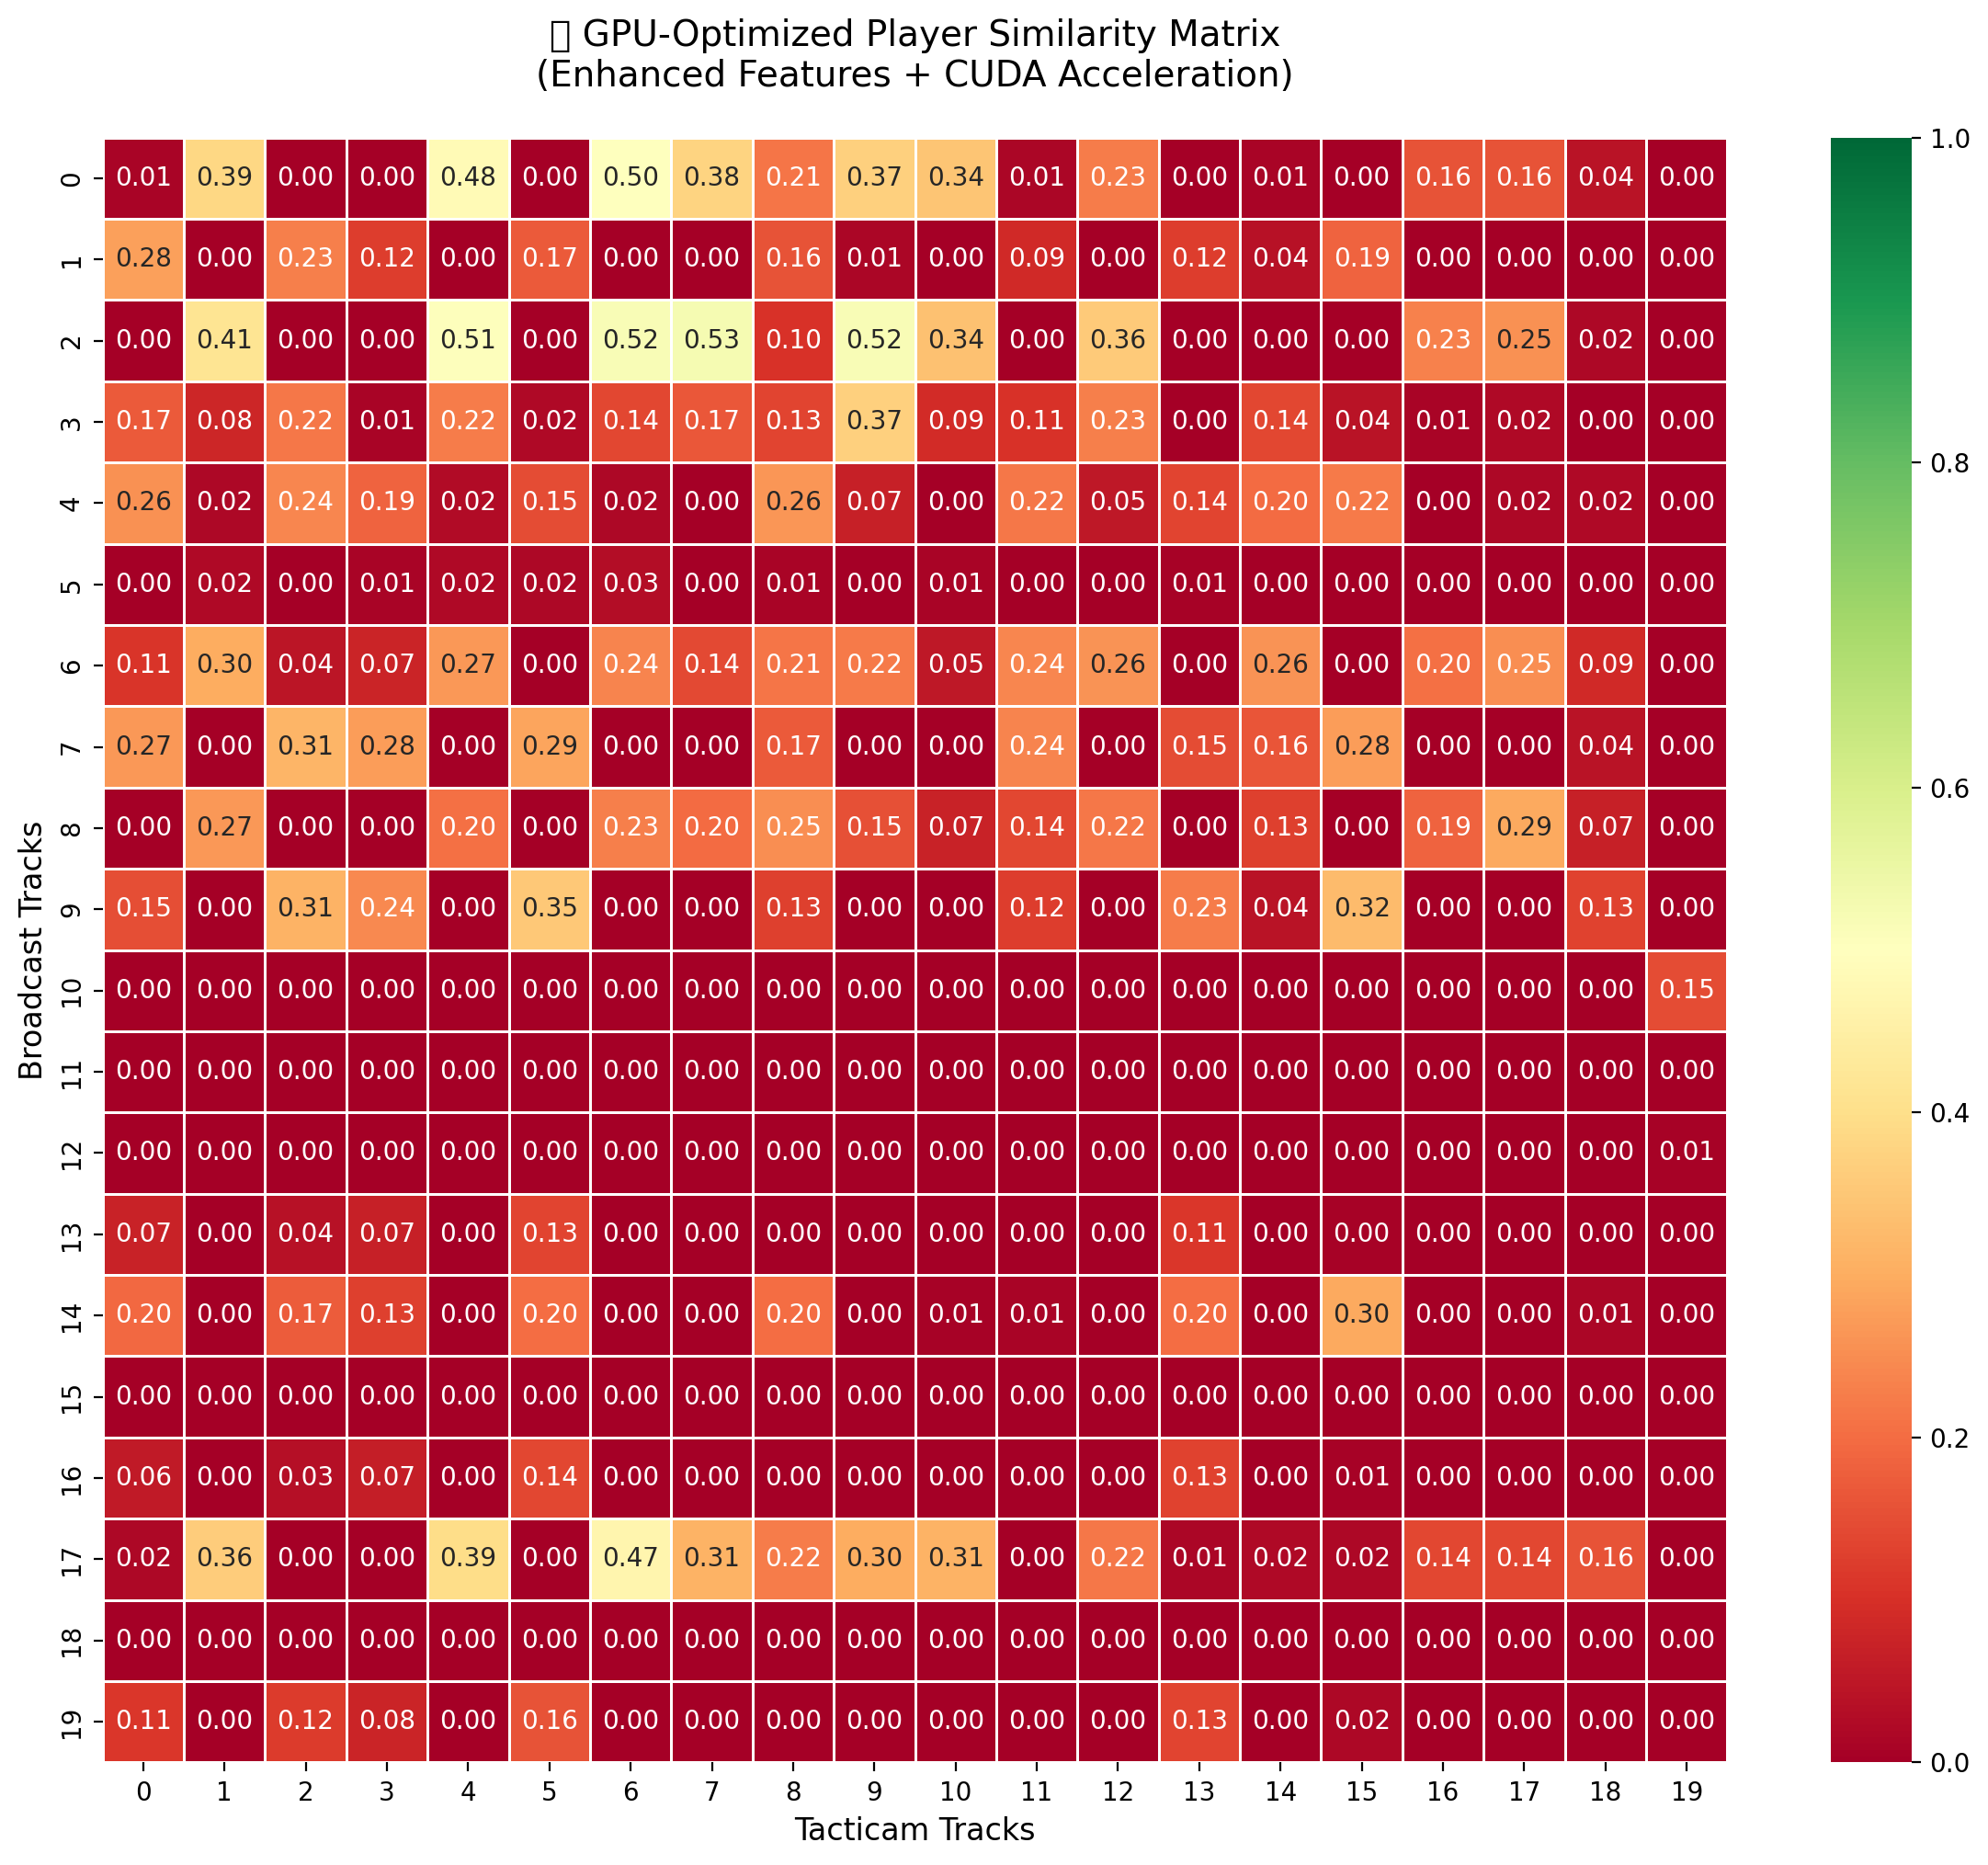 GPU-Optimized Player Similarity Matrix
(Enhanced Features + CUDA Acceleration)
0 0.01 0.39 0.00 0.00 0.48 0.00 0.50 0.38 0.21 0.37 0.34 0.01 0.23 0.00 0.01 0.00 0.16 0.16 0.04 0.00
1 0.28 0.00 0.23 0.12 0.00 0.17 0.00 0.00 0.16 0.01 0.00 0.09 0.00 0.12 0.04 0.19 0.00 0.00 0.00 0.00
2 0.00 0.41 0.00 0.00 0.51 0.00 0.52 0.53 0.10 0.52 0.34 0.00 0.36 0.00 0.00 0.00 0.23 0.25 0.02 0.00
3 0.17 0.08 0.22 0.01 0.22 0.02 0.14 0.17 0.13 0.37 0.09 0.11 0.23 0.00 0.14 0.04 0.01 0.02 0.00 0.00
4 0.26 0.02 0.24 0.19 0.02 0.15 0.02 0.00 0.26 0.07 0.00 0.22 0.05 0.14 0.20 0.22 0.00 0.02 0.02 0.00
5 0.00 0.02 0.00 0.01 0.02 0.02 0.03 0.00 0.01 0.00 0.01 0.00 0.00 0.01 0.00 0.00 0.00 0.00 0.00 0.00
6 0.11 0.30 0.04 0.07 0.27 0.00 0.24 0.14 0.21 0.22 0.05 0.24 0.26 0.00 0.26 0.00 0.20 0.25 0.09 0.00
7 0.27 0.00 0.31 0.28 0.00 0.29 0.00 0.00 0.17 0.00 0.00 0.24 0.00 0.15 0.16 0.28 0.00 0.00 0.04 0.00
8 0.00 0.27 0.00 0.00 0.20 0.00 0.23 0.20 0.25 0.15 0.07 0.14 0.22 0.00 0.13 0.00 0.19 0.29 0.07 0.00
9 0.15 0.00 0.31 0.24 0.00 0.35 0.00 0.00 0.13 0.00 0.00 0.12 0.00 0.23 0.04 0.32 0.00 0.00 0.13 0.00
10 0.00 0.00 0.00 0.00 0.00 0.00 0.00 0.00 0.00 0.00 0.00 0.00 0.00 0.00 0.00 0.00 0.00 0.00 0.00 0.15
11 0.00 0.00 0.00 0.00 0.00 0.00 0.00 0.00 0.00 0.00 0.00 0.00 0.00 0.00 0.00 0.00 0.00 0.00 0.00 0.00
12 0.00 0.00 0.00 0.00 0.00 0.00 0.00 0.00 0.00 0.00 0.00 0.00 0.00 0.00 0.00 0.00 0.00 0.00 0.00 0.01
13 0.07 0.00 0.04 0.07 0.00 0.13 0.00 0.00 0.00 0.00 0.00 0.00 0.00 0.11 0.00 0.00 0.00 0.00 0.00 0.00
14 0.20 0.00 0.17 0.13 0.00 0.20 0.00 0.00 0.20 0.00 0.01 0.01 0.00 0.20 0.00 0.30 0.00 0.00 0.01 0.00
15 0.00 0.00 0.00 0.00 0.00 0.00 0.00 0.00 0.00 0.00 0.00 0.00 0.00 0.00 0.00 0.00 0.00 0.00 0.00 0.00
16 0.06 0.00 0.03 0.07 0.00 0.14 0.00 0.00 0.00 0.00 0.00 0.00 0.00 0.13 0.00 0.01 0.00 0.00 0.00 0.00
17 0.02 0.36 0.00 0.00 0.39 0.00 0.47 0.31 0.22 0.30 0.31 0.00 0.22 0.01 0.02 0.02 0.14 0.14 0.16 0.00
18 0.00 0.00 0.00 0.00 0.00 0.00 0.00 0.00 0.00 0.00 0.00 0.00 0.00 0.00 0.00 0.00 0.00 0.00 0.00 0.00
19 0.11 0.00 0.12 0.08 0.00 0.16 0.00 0.00 0.00 0.00 0.00 0.00 0.00 0.13 0.00 0.02 0.00 0.00 0.00 0.00
0 1 2 3 4 5 6 7 8 9 10 11 12 13 14 15 16 17 18 19
Tacticam Tracks
Broadcast Tracks
1.0
0.8
0.6
0.4
0.2
0.0